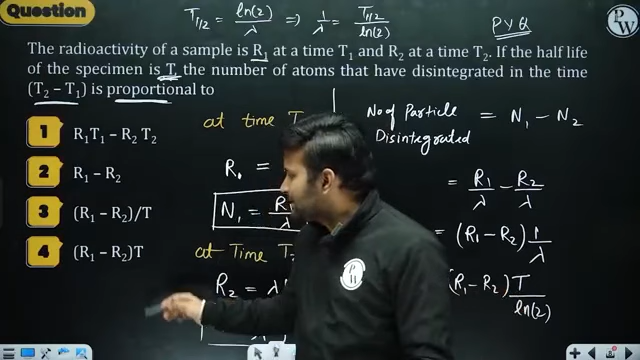 Question
T1/2 = ln(2)/λ ⇒ 1/λ = T1/2/ln(2)
PYQ
The radioactivity of a sample is R1 at a time T1 and R2 at a time T2. If the half life
of the specimen is T, the number of atoms that have disintegrated in the time
(T2 – T1) is proportional to
1 R1T1 – R2 T2
2 R1 – R2
3 (R1 – R2)/T
4 (R1 – R2)T
at time T
R1 =
N1 = R1
at Time T2
R2 = λ
No of Particle Disintegrated = N1 – N2
= R1/λ – R2/λ
= (R1 – R2) 1/λ
(R1 – R2) T/ln(2)